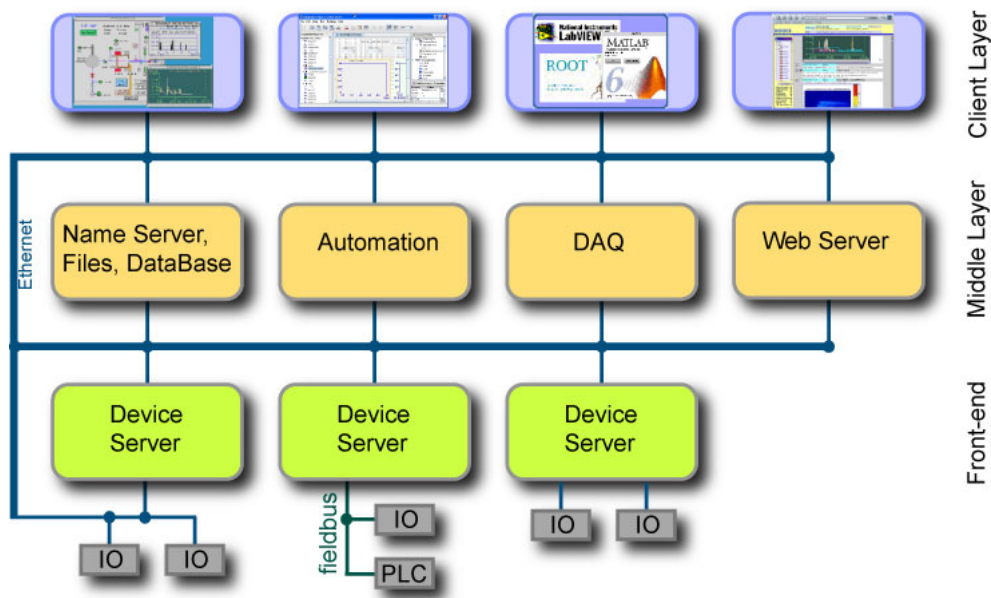 National Instruments
LabVIEW
MATLAB
ROOT
6
Client Layer
Ethernet
Name Server,
Files, DataBase
Automation
DAQ
Web Server
Middle Layer
Device
Server
Device
Server
Device
Server
Front-end
fieldbus
IO
IO
IO
PLC
IO
IO